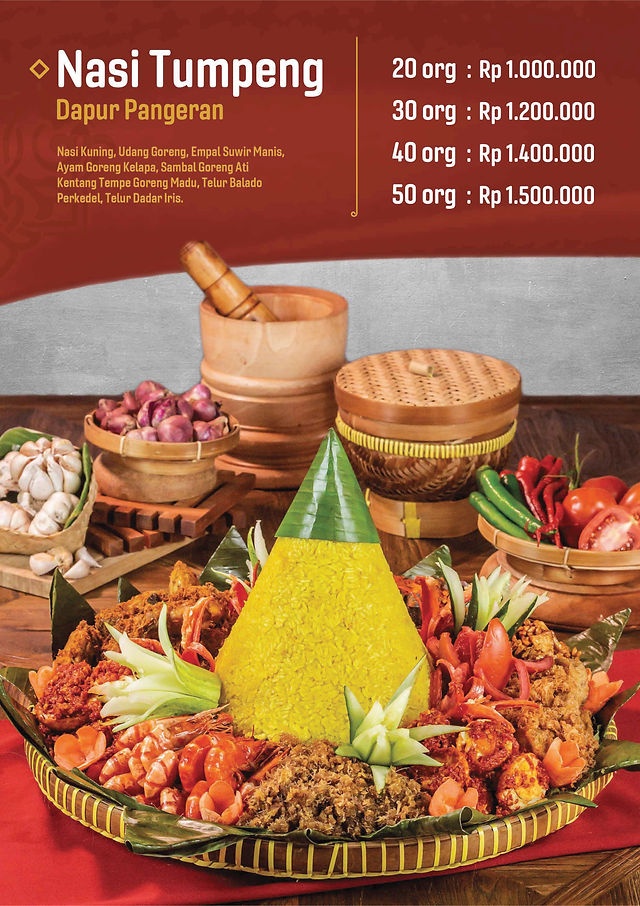 Nasi Tumpeng
Dapur Pangeran
Nasi Kuning, Udang Goreng, Empal Suwir Manis,
Ayam Goreng Kelapa, Sambal Goreng Ati
Kentang Tempe Goreng Madu, Telur Balado
Perkedel, Telur Dadar Iris.
20 org : Rp 1.000.000
30 org : Rp 1.200.000
40 org : Rp 1.400.000
50 org : Rp 1.500.000